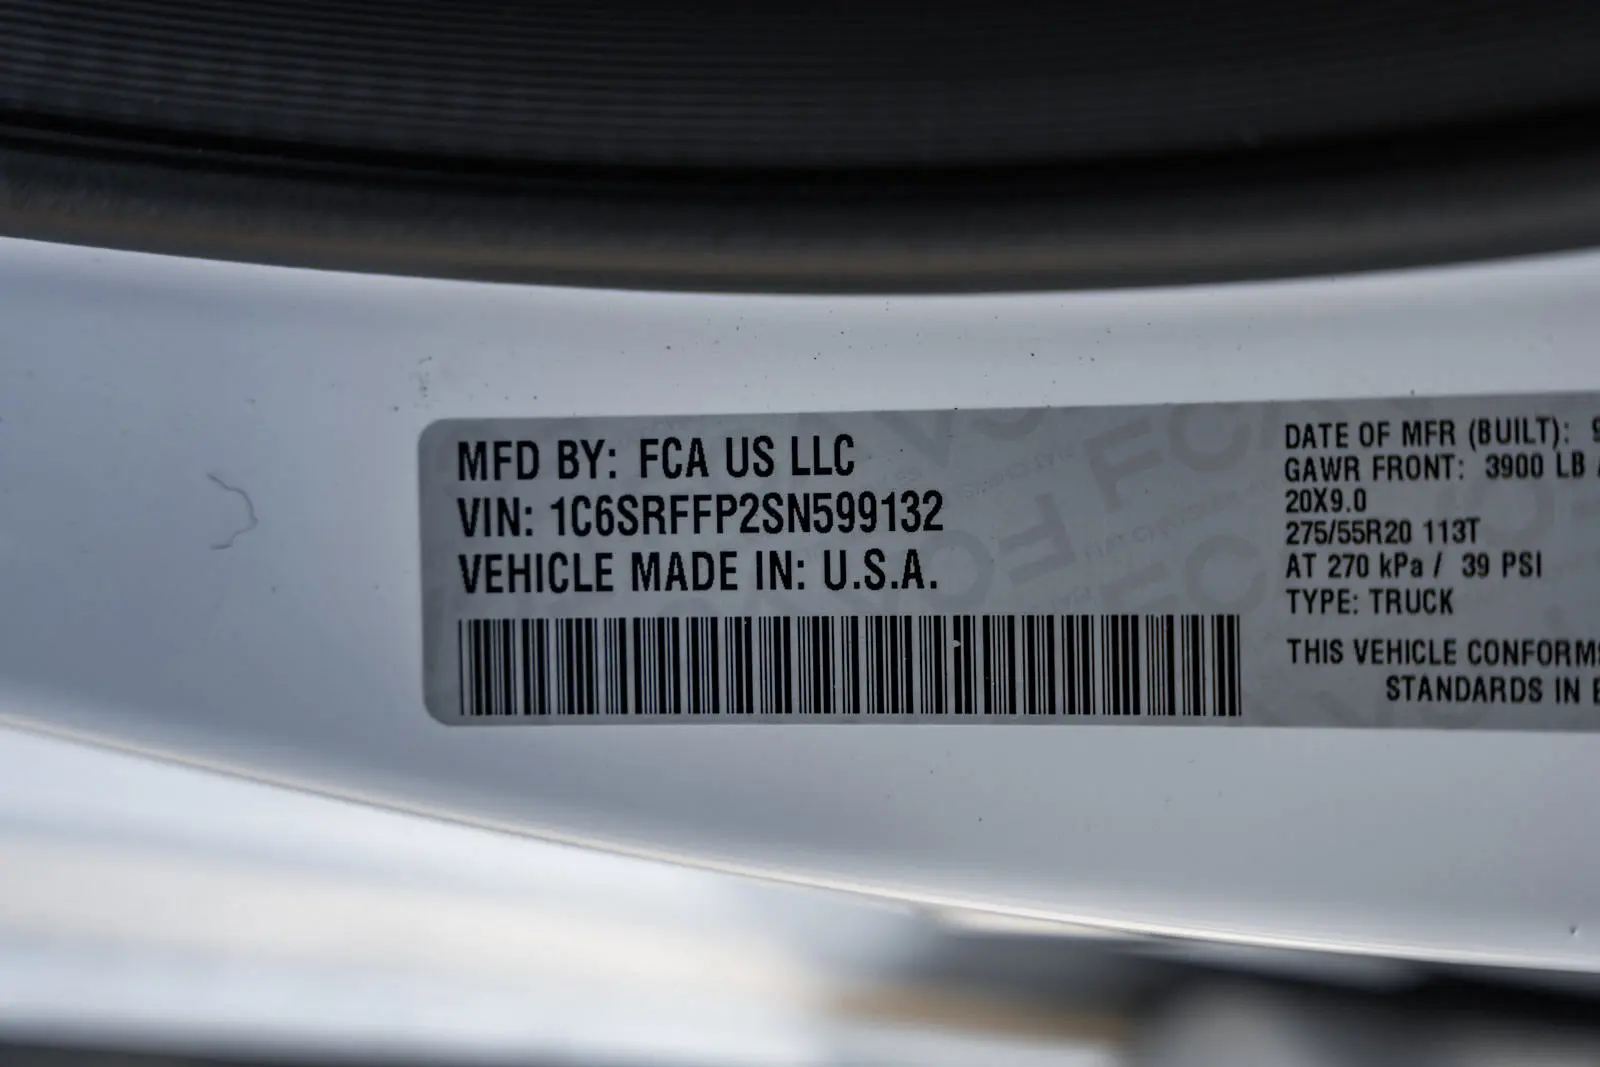 MFD BY: FCA US LLC
VIN: 1C6SRFFP2SN599132
VEHICLE MADE IN: U.S.A.
DATE OF MFR (BUILT): 9
GAWR FRONT: 3900 LB
20X9.0
275/55R20 113T
AT 270 kPa / 39 PSI
TYPE: TRUCK
THIS VEHICLE CONFORMS
STANDARDS IN